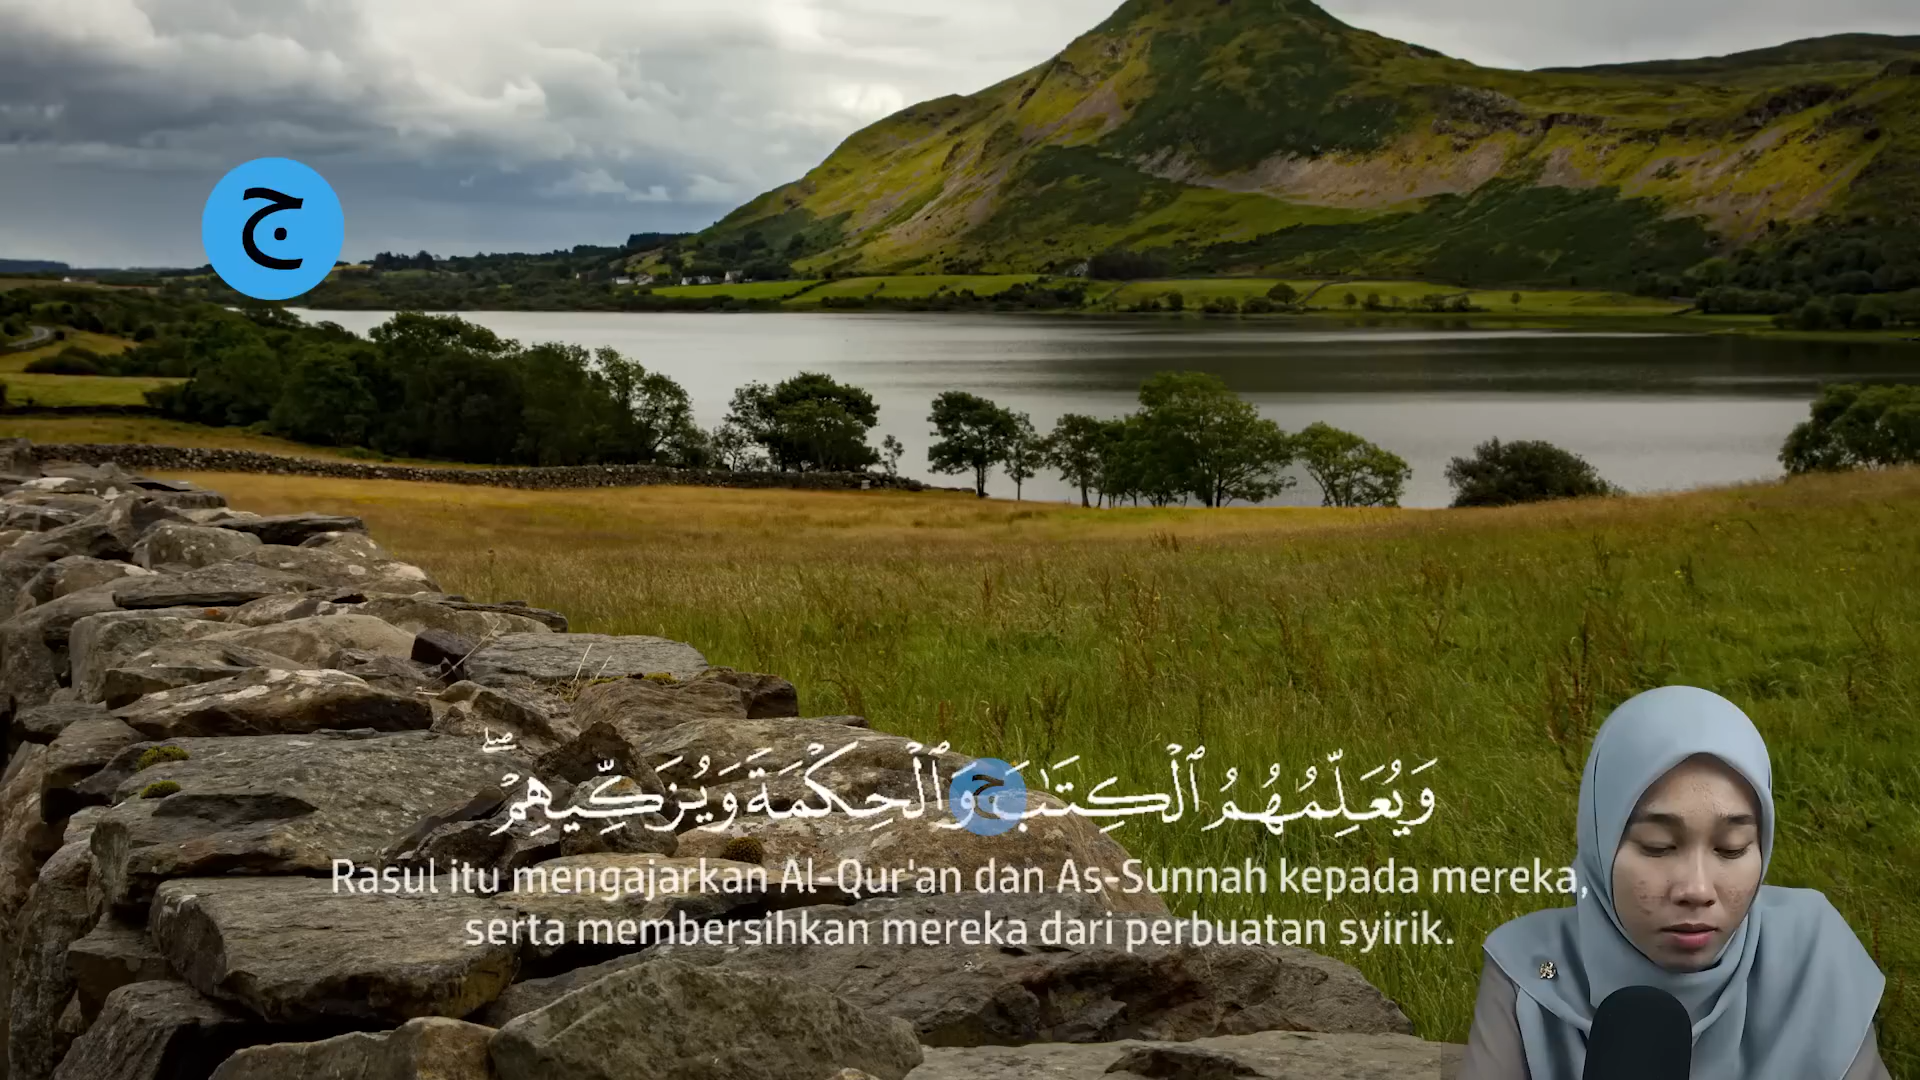 ج
وَيُعَلِّمُهُمُ ٱلْكِتَٰبَ وَٱلْحِكْمَةَ وَيُزَكِّيهِمْ ۖ
ج
Rasul itu mengajarkan Al-Qur'an dan As-Sunnah kepada mereka,
serta membersihkan mereka dari perbuatan syirik.